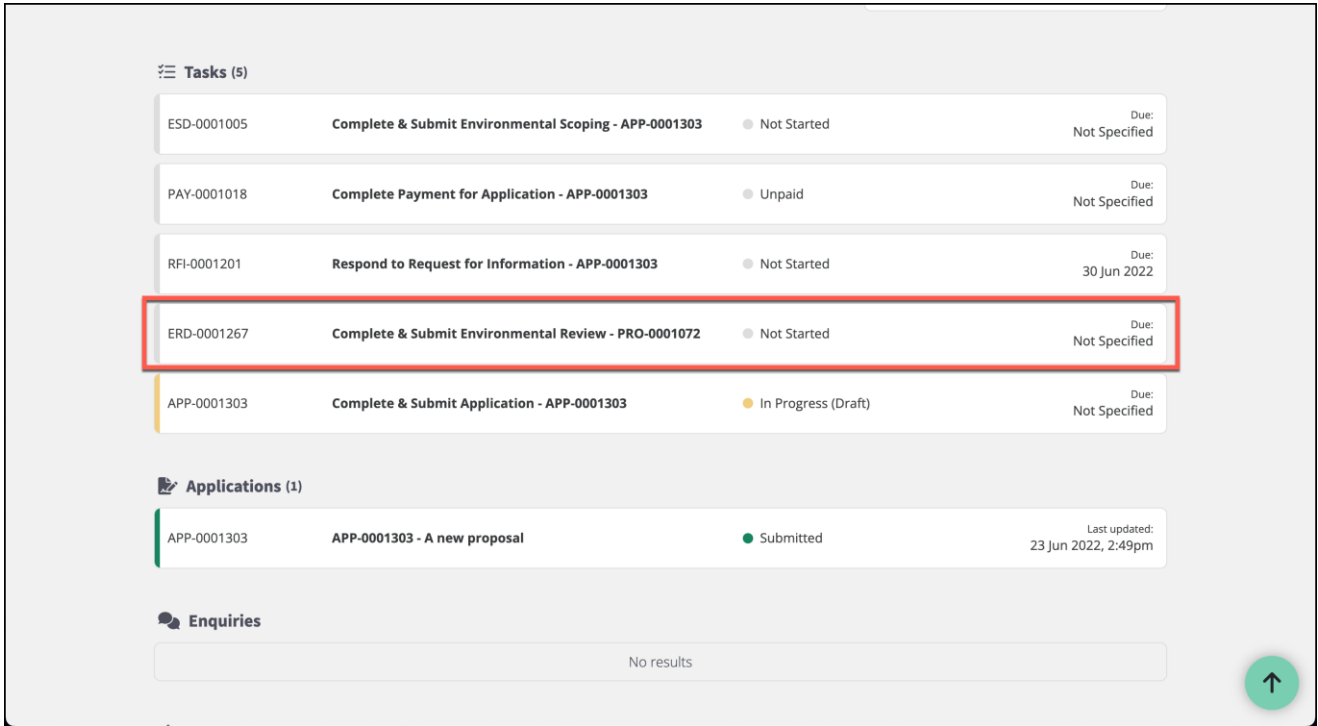 Tasks (5)
ESD-0001005 Complete & Submit Environmental Scoping - APP-0001303 Not Started Due:
Not Specified
PAY-0001018 Complete Payment for Application - APP-0001303 Unpaid Due:
Not Specified
RFI-0001201 Respond to Request for Information - APP-0001303 Not Started Due:
30 Jun 2022
ERD-0001267 Complete & Submit Environmental Review - PRO-0001072 Not Started Due:
Not Specified
APP-0001303 Complete & Submit Application - APP-0001303 In Progress (Draft) Due:
Not Specified
Applications (1)
APP-0001303 APP-0001303 - A new proposal Submitted Last updated:
23 Jun 2022, 2:49pm
Enquiries
No results